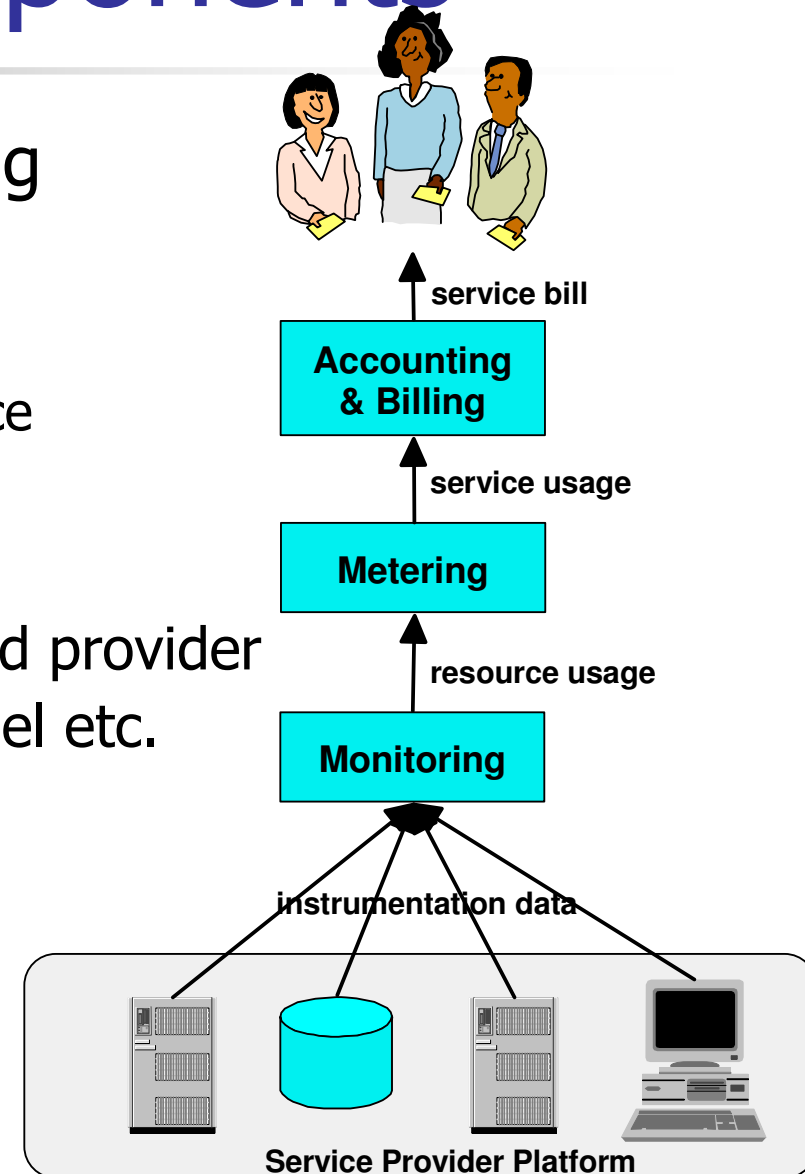 ponents
g
service bill
Accounting
& Billing
ce
service usage
Metering
d provider
resource usage
el etc.
Monitoring
instrumentation data
Service Provider Platform